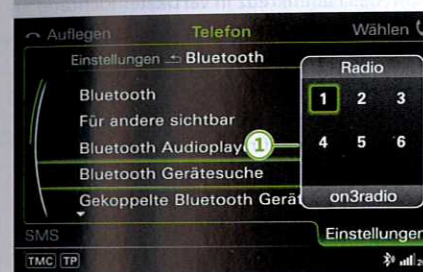 Auflegen Telefon Wählen
Einstellungen Bluetooth
Radio
Bluetooth
1 2 3
Für andere sichtbar
Bluetooth Audioplay 1
4 5 6
Bluetooth Gerätesuche
Gekoppelte Bluetooth Gerät
on3radio
SMS
Einstellungen
TMC TP